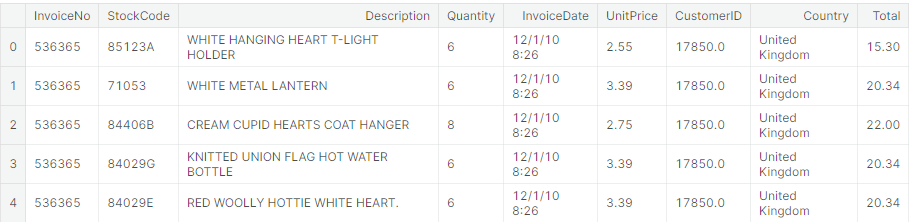 InvoiceNo StockCode Description Quantity InvoiceDate UnitPrice CustomerID Country Total
0 536365 85123A WHITE HANGING HEART T-LIGHT HOLDER 6 12/1/10 8:26 2.55 17850.0 United Kingdom 15.30
1 536365 71053 WHITE METAL LANTERN 6 12/1/10 8:26 3.39 17850.0 United Kingdom 20.34
2 536365 84406B CREAM CUPID HEARTS COAT HANGER 8 12/1/10 8:26 2.75 17850.0 United Kingdom 22.00
3 536365 84029G KNITTED UNION FLAG HOT WATER BOTTLE 6 12/1/10 8:26 3.39 17850.0 United Kingdom 20.34
4 536365 84029E RED WOOLLY HOTTIE WHITE HEART. 6 12/1/10 8:26 3.39 17850.0 United Kingdom 20.34